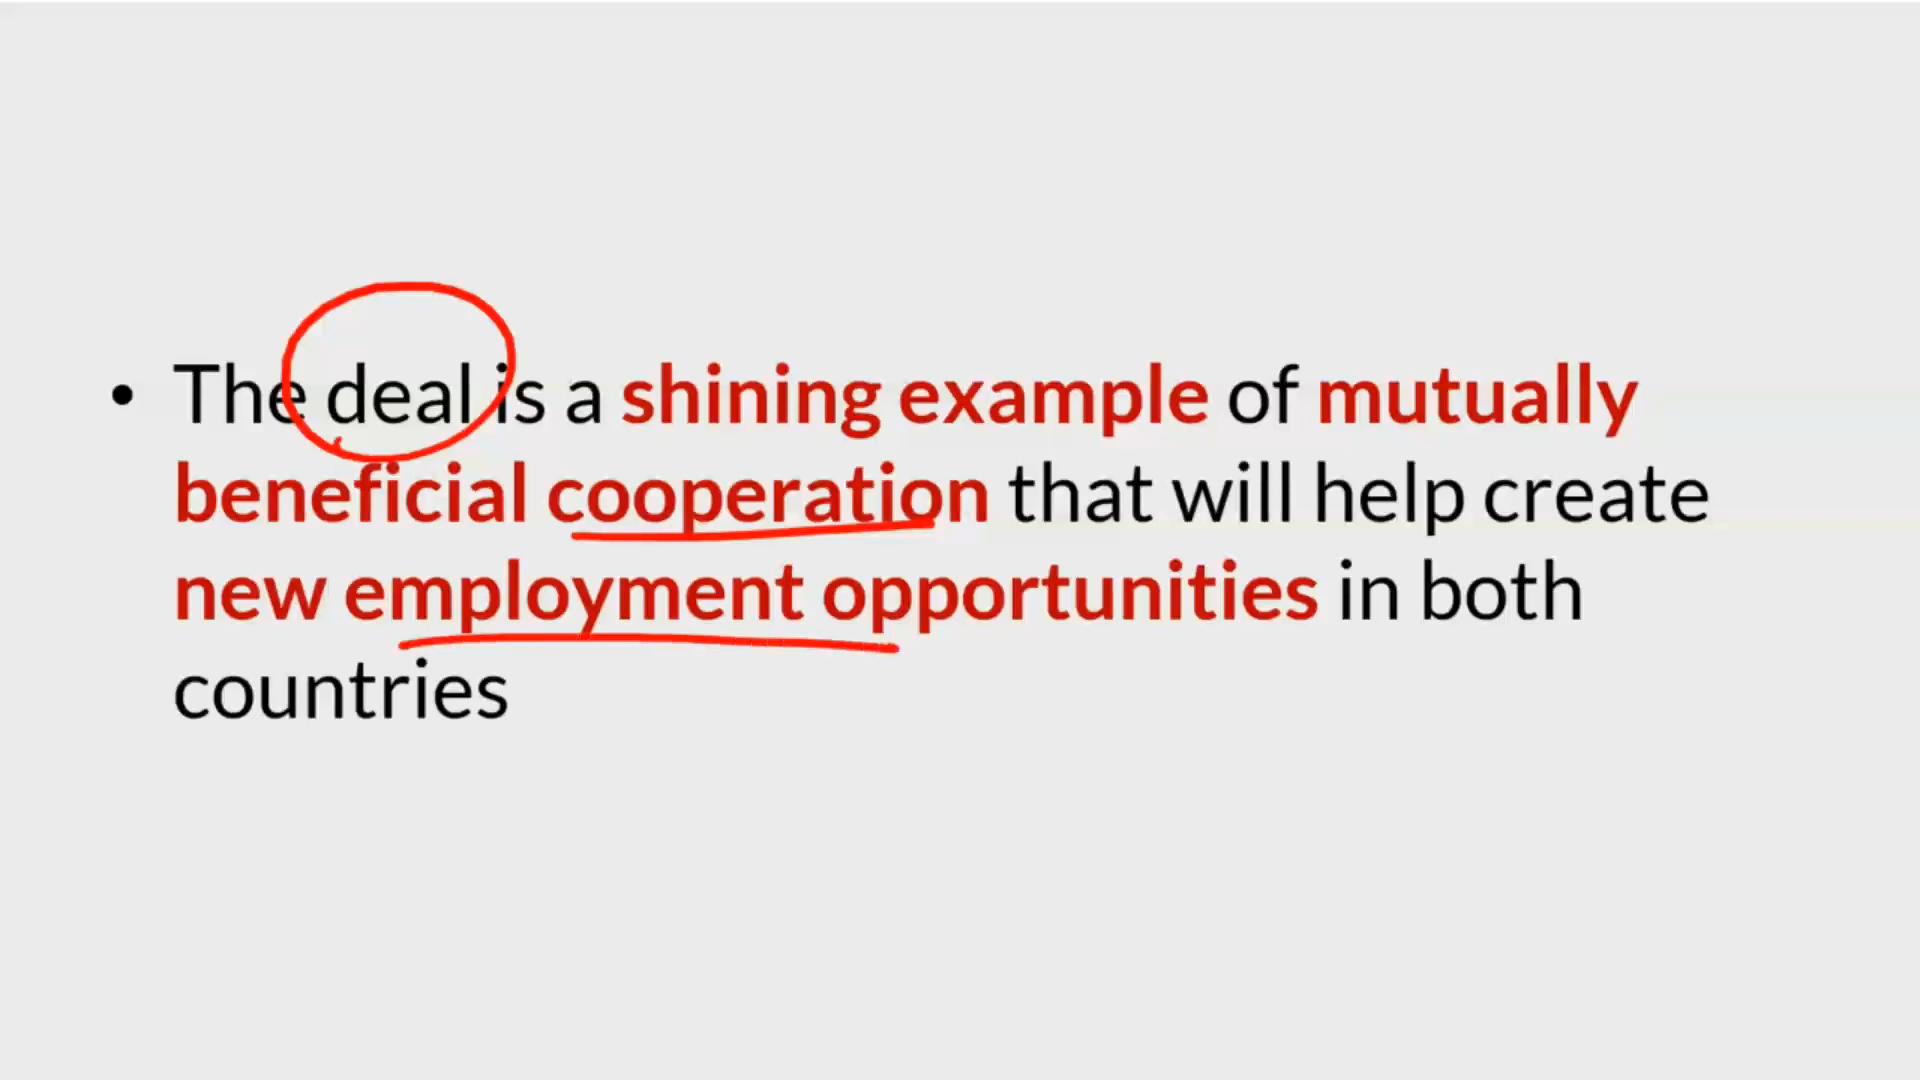 • The deal is a shining example of mutually
beneficial cooperation that will help create
new employment opportunities in both
countries